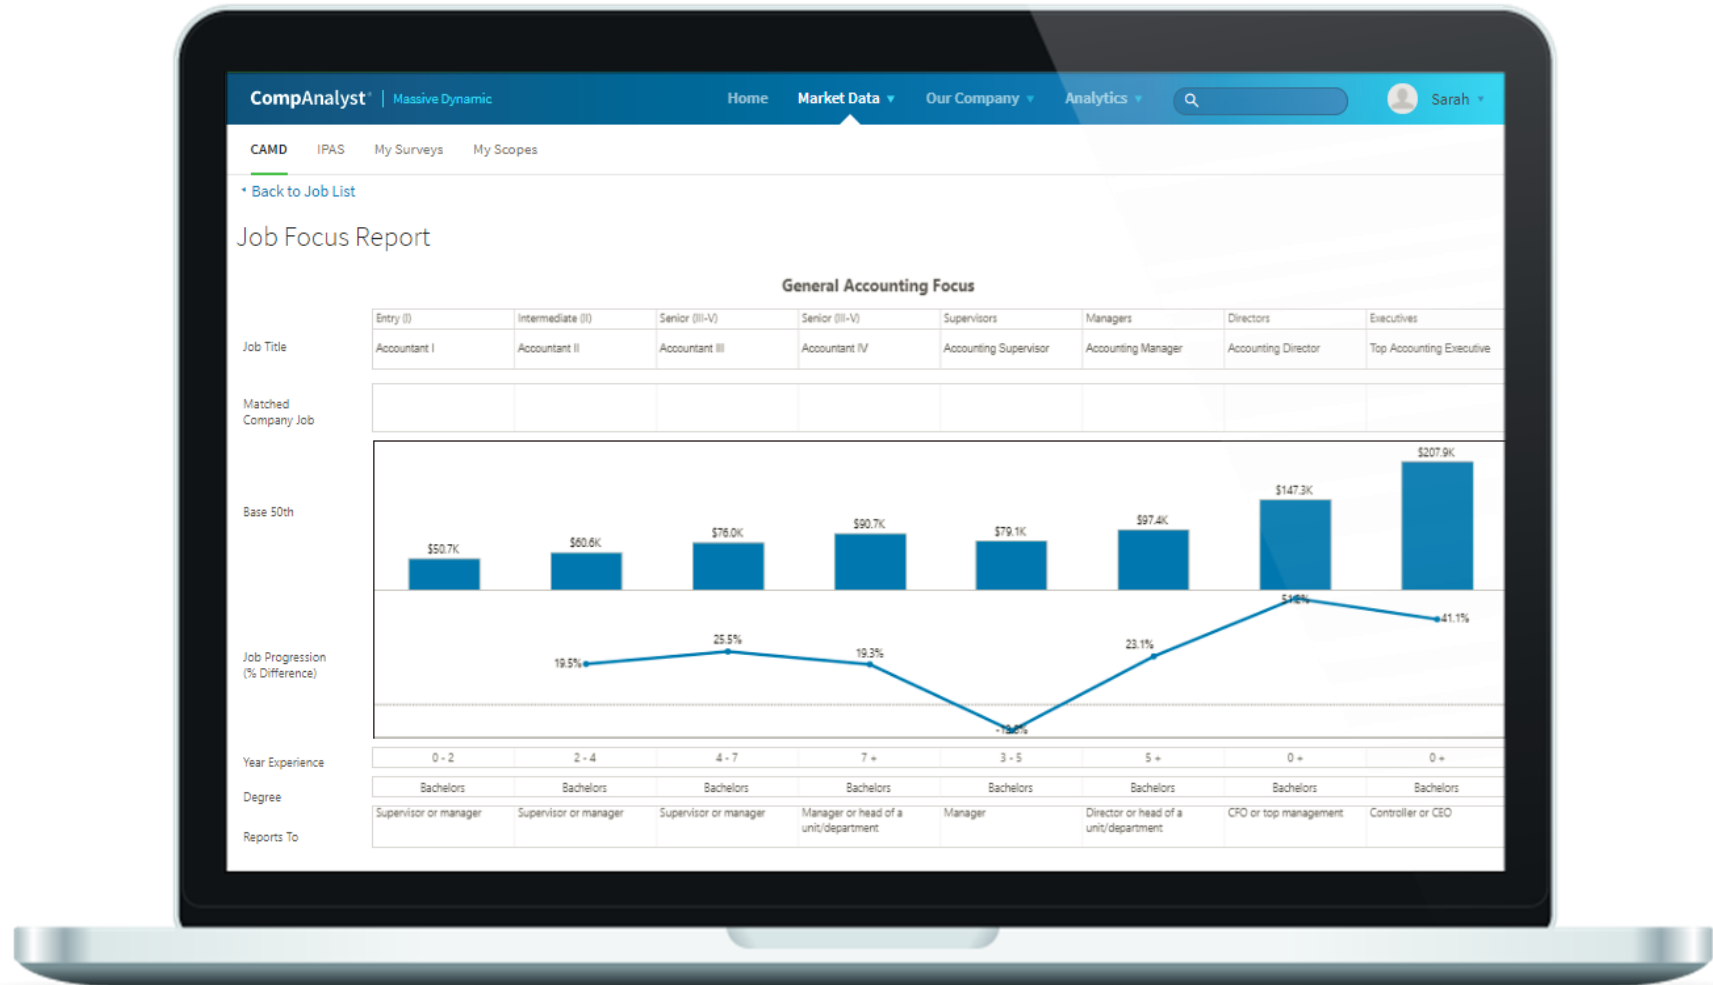 CompAnalyst® | Massive Dynamic
Home
Market Data
Our Company
Analytics
Sarah
CAMD
IPAS
My Surveys
My Scopes
Back to Job List
Job Focus Report
General Accounting Focus
Entry (I) Intermediate (II) Senior (III-V) Senior (III-V) Supervisors Managers Directors Executives
Job Title
Accountant I Accountant II Accountant III Accountant IV Accounting Supervisor Accounting Manager Accounting Director Top Accounting Executive
Matched
Company Job
Base 50th
$50.7K $60.6K $76.0K $90.7K $79.1K $97.4K $147.3K $207.9K
Job Progression
(% Difference)
19.5% 25.5% 19.3% 23.1% 51.2% 41.1%
Year Experience
0 - 2 2 - 4 4 - 7 7 + 3 - 5 5 + 0 + 0 +
Degree
Bachelors Bachelors Bachelors Bachelors Bachelors Bachelors Bachelors Bachelors
Reports To
Supervisor or manager Supervisor or manager Supervisor or manager Manager or head of a Manager Director or head of a CFO or top management Controller or CEO
unit/department unit/department